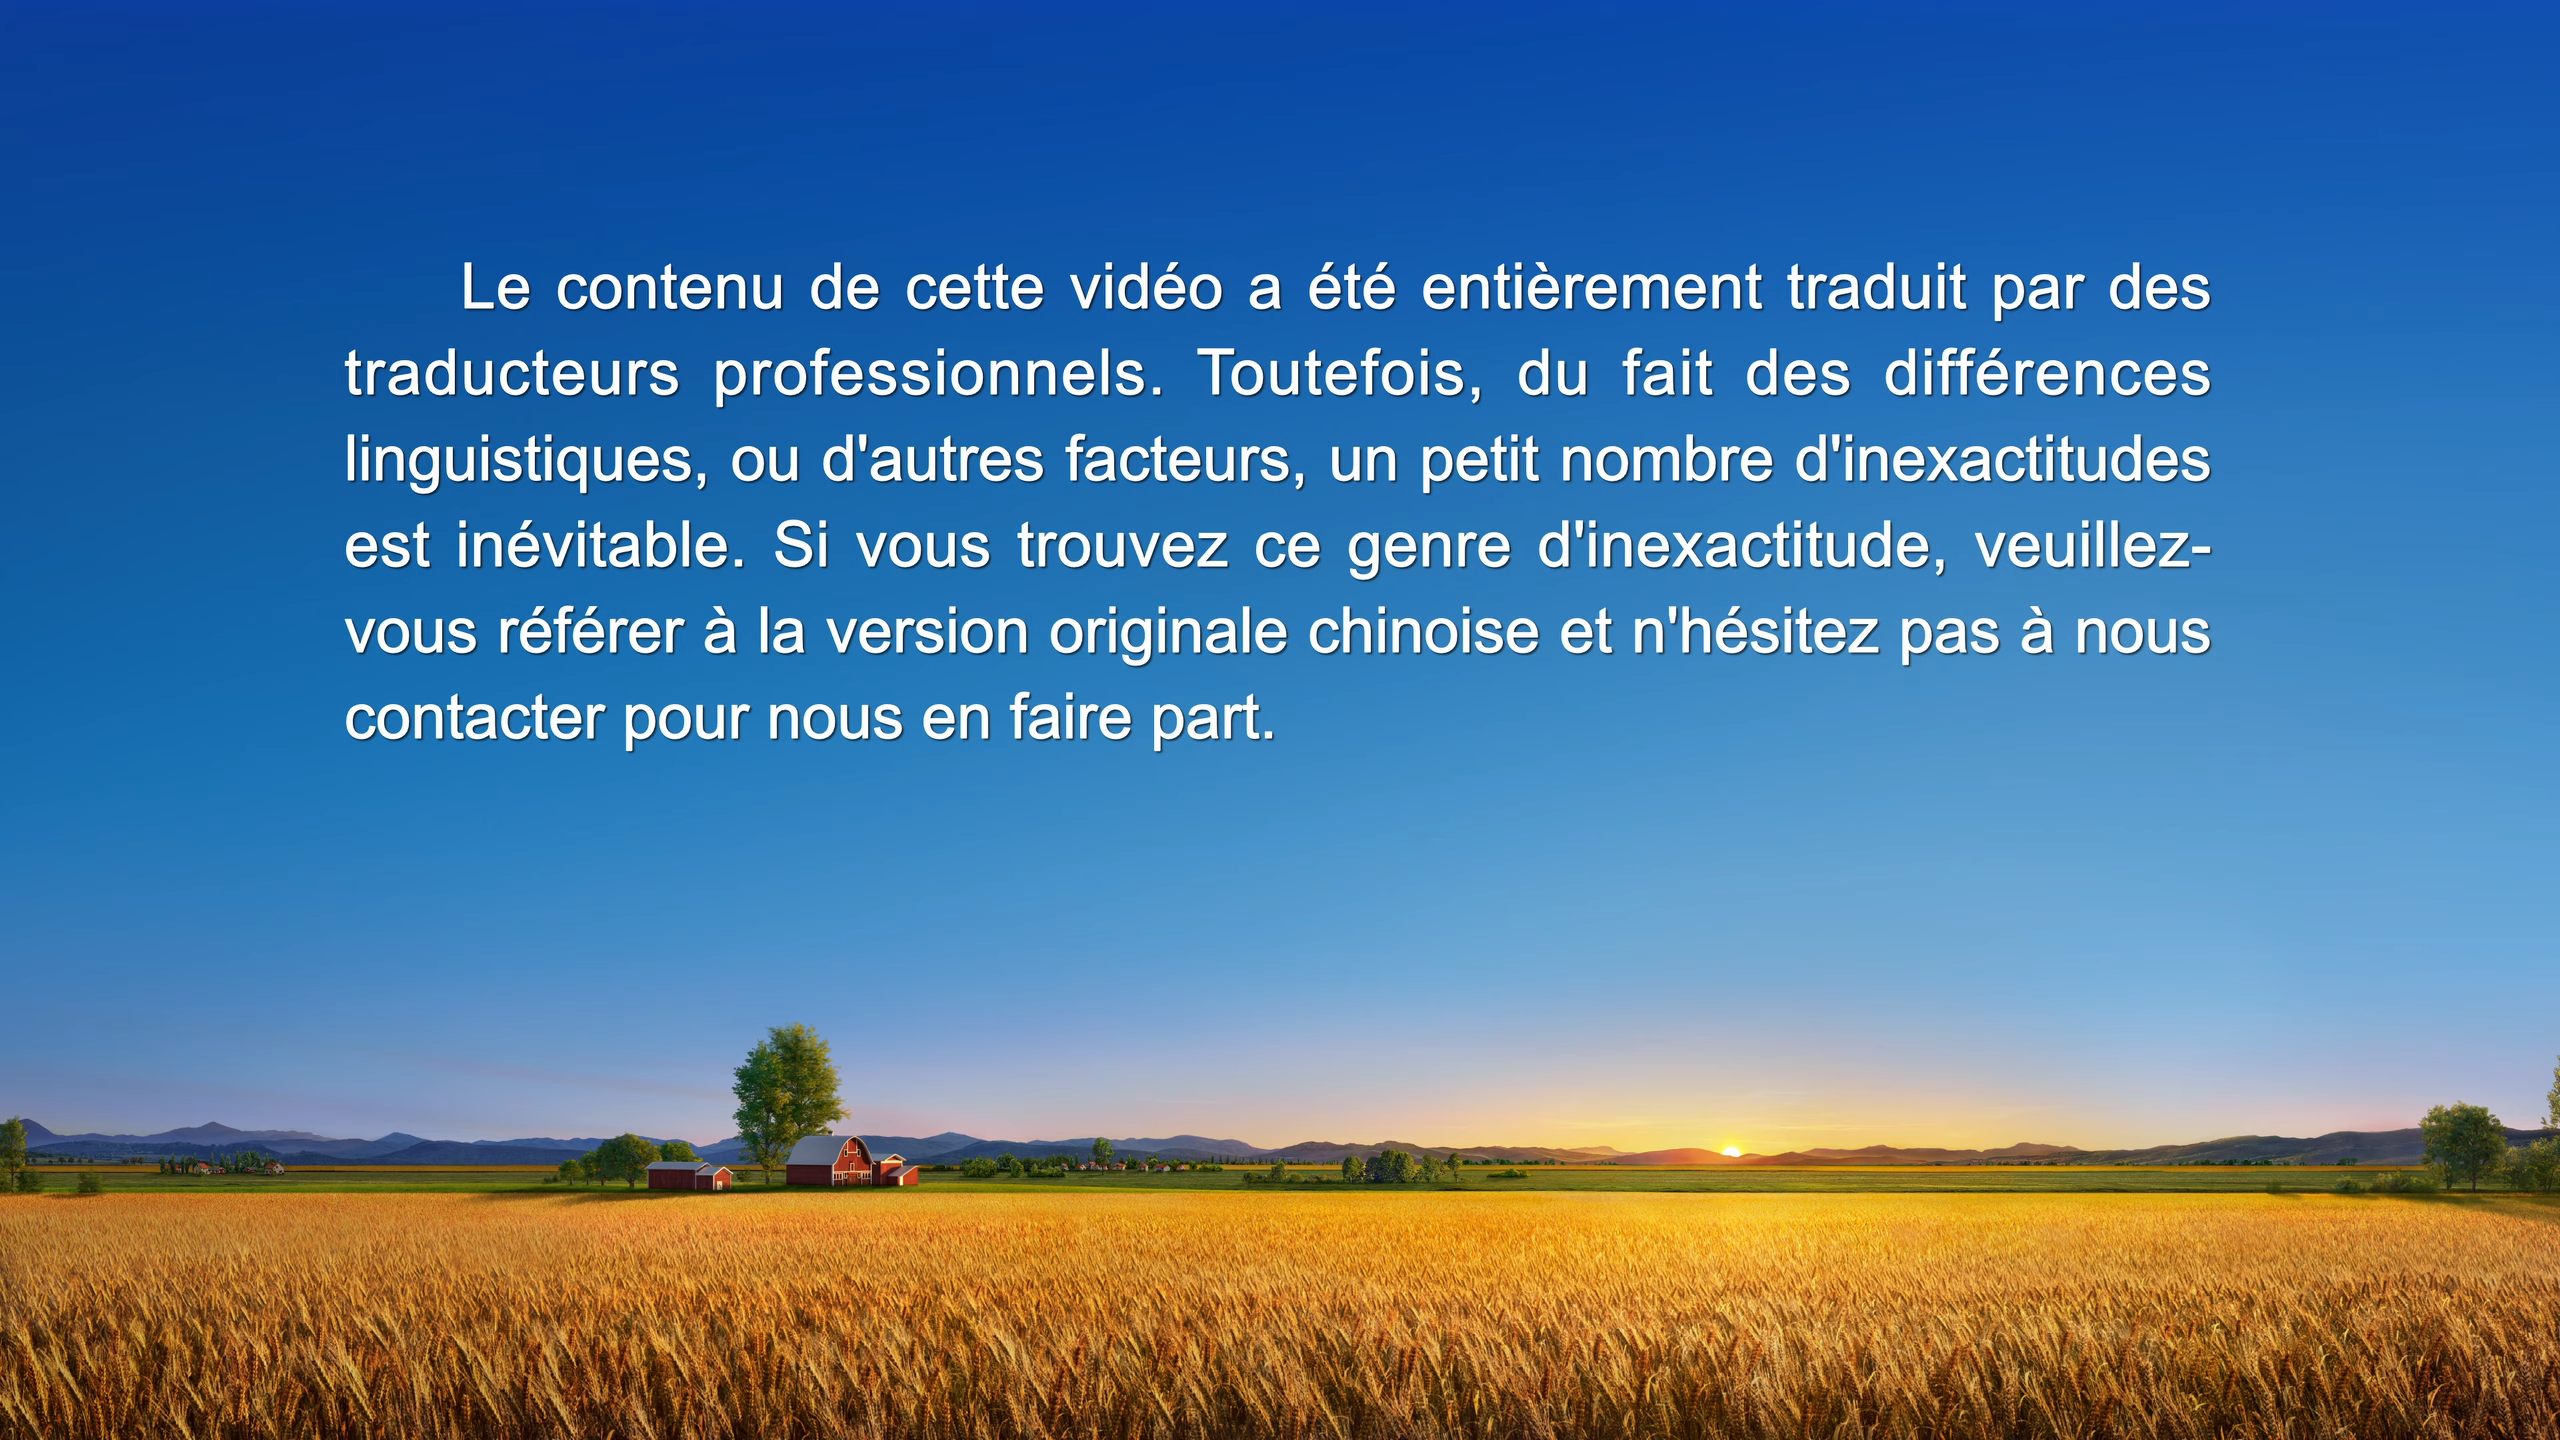 Le contenu de cette vidéo a été entièrement traduit par des
traducteurs professionnels. Toutefois, du fait des différences
linguistiques, ou d'autres facteurs, un petit nombre d'inexactitudes
est inévitable. Si vous trouvez ce genre d'inexactitude, veuillez-
vous référer à la version originale chinoise et n'hésitez pas à nous
contacter pour nous en faire part.